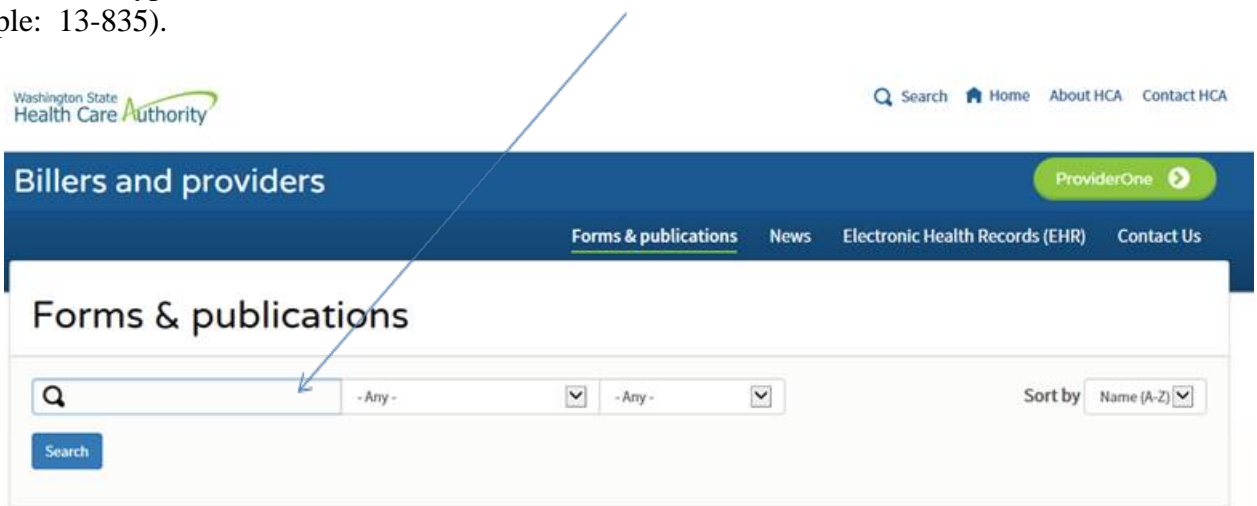 ple: 13-835).
Washington State
Health Care Authority
Search Home About HCA Contact HCA
Billers and providers
ProviderOne
Forms & publications News Electronic Health Records (EHR) Contact Us
Forms & publications
- Any - - Any - Sort by Name (A-Z)
Search